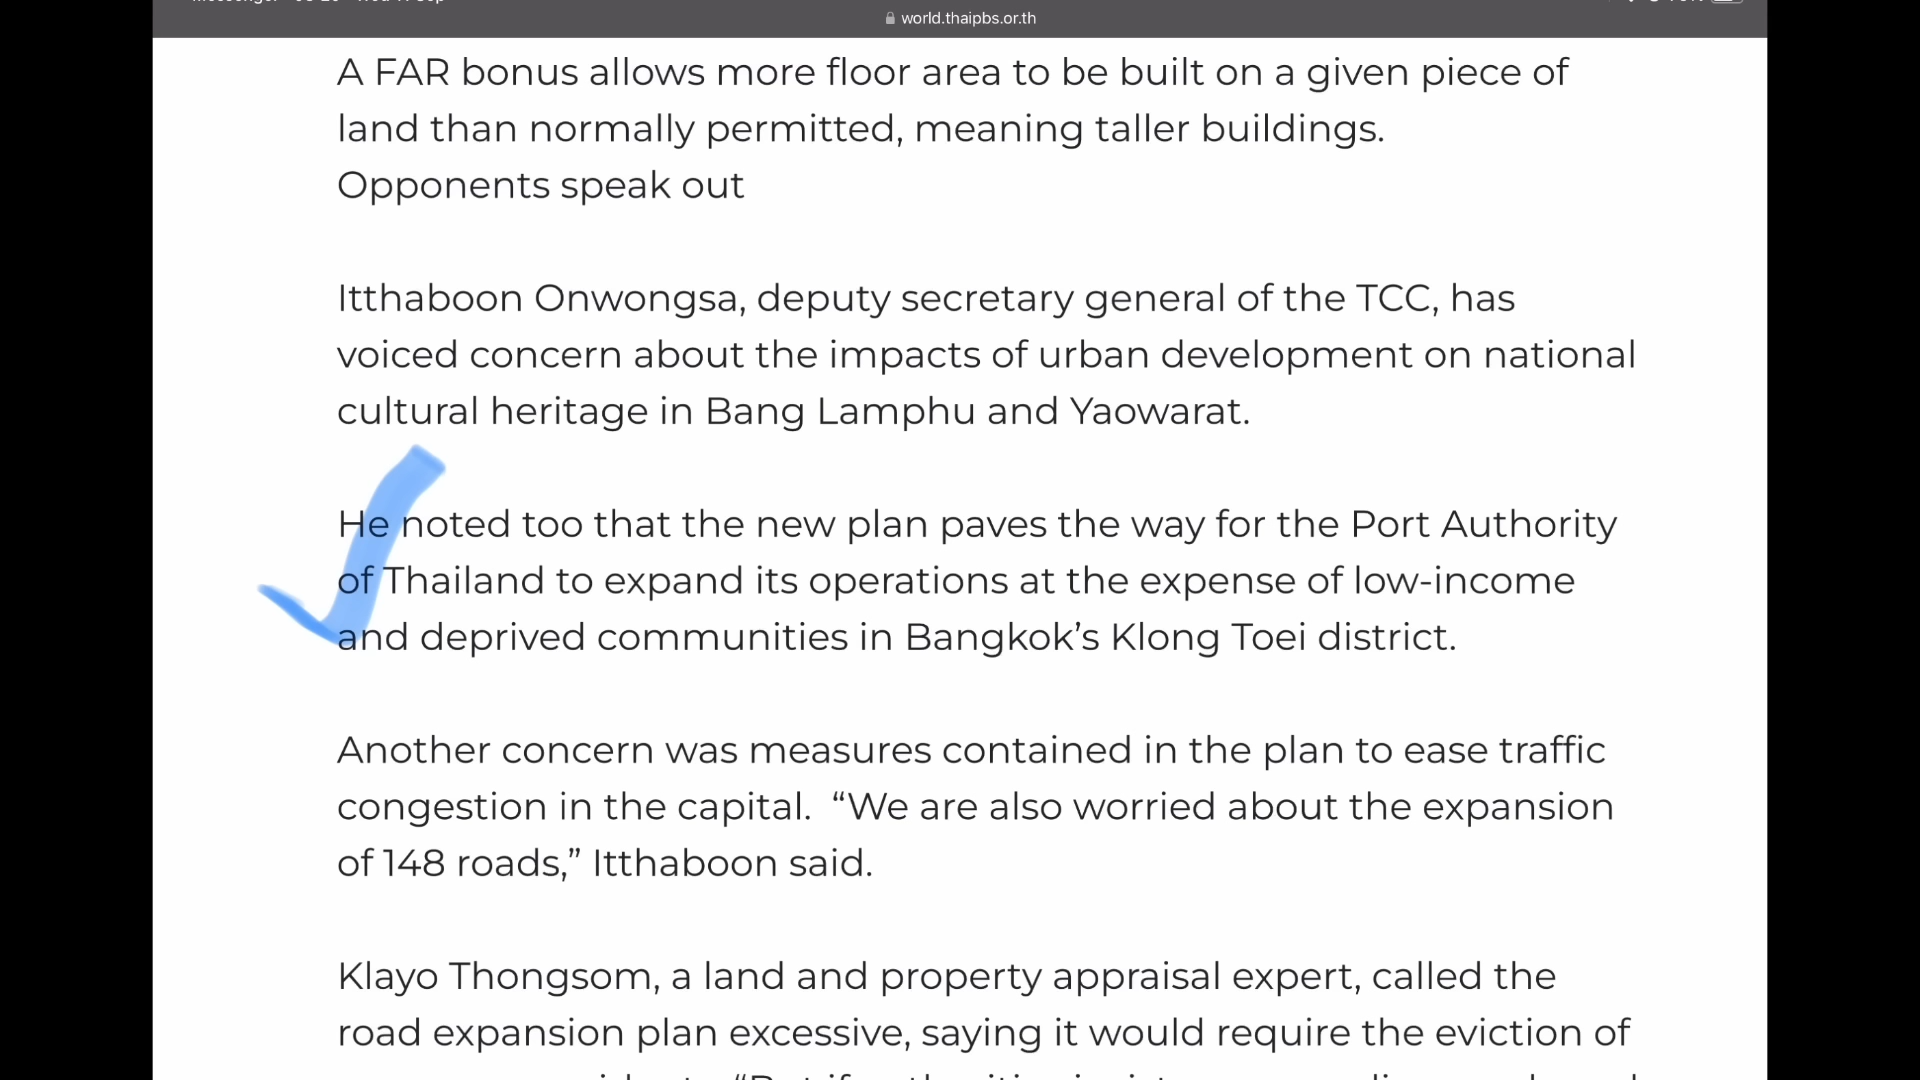 world.thaipbs.or.th
A FAR bonus allows more floor area to be built on a given piece of
land than normally permitted, meaning taller buildings.
Opponents speak out
Itthaboon Onwongsa, deputy secretary general of the TCC, has
voiced concern about the impacts of urban development on national
cultural heritage in Bang Lamphu and Yaowarat.
He noted too that the new plan paves the way for the Port Authority
of Thailand to expand its operations at the expense of low-income
and deprived communities in Bangkok’s Klong Toei district.
Another concern was measures contained in the plan to ease traffic
congestion in the capital.  “We are also worried about the expansion
of 148 roads,” Itthaboon said.
Klayo Thongsom, a land and property appraisal expert, called the
road expansion plan excessive, saying it would require the eviction of